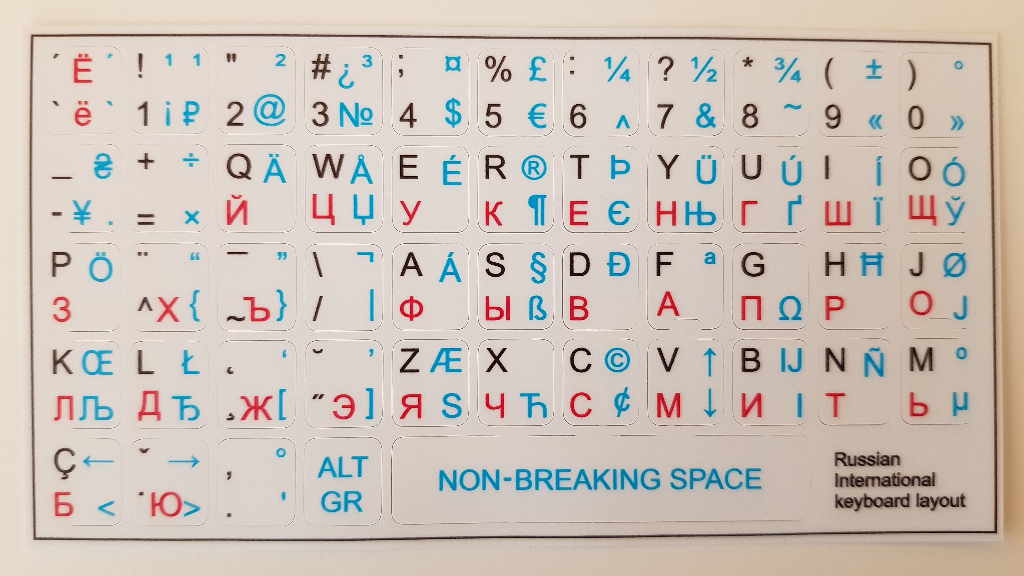 ´ Ё ´ ! ¹ ¹ " ² # ¿ ³ ; ¤ % £ : ¼ ? ½ * ¾ ( ± ) °
` ё ` 1 ¡ ₽ 2 @ 3 № 4 $ 5 € 6 ^ 7 & 8 ~ 9 « 0 »
_ ₴ + ÷ Q Ä W Å E É R ® T Þ Y Ü U Ú I Í O Ó
- ¥ . = × Й Ц Џ У К ¶ Е Є Н Њ Г Ґ Ш Ї Щ Ў
P Ö ¨ “ ¯ ” \ ¬ A Á S § D Đ F ª G H Ħ J Ø
З ^ Х { ~ Ъ } / | Ф Ы ß В А П Ω Р О Ј
K Œ L Ł ˛ ‘ ˘ ’ Z Æ X C © V ↑ B Ĳ N Ñ M º
Л Љ Д Ђ ¸ Ж [ ˝ Э ] Я Ѕ Ч Ћ С ¢ М ↓ И І Т Ь µ
Ç ← ˇ → , ° ALT
Б < ˙ Ю > . ' GR
NON-BREAKING SPACE
Russian
International
keyboard layout